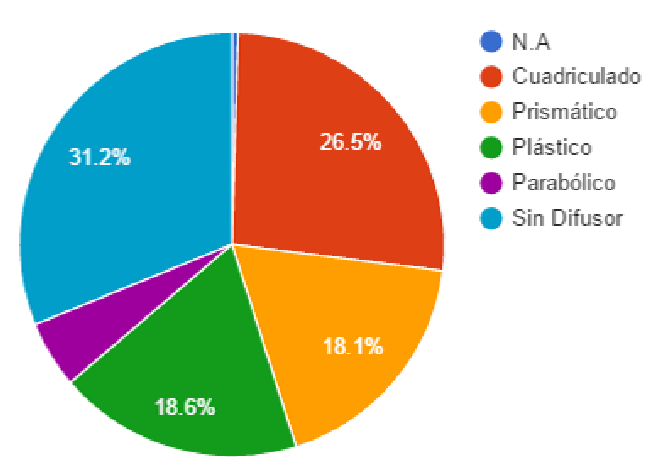 N.A
Cuadriculado
Prismático
Plástico
Parabólico
Sin Difusor
31.2%
26.5%
18.1%
18.6%